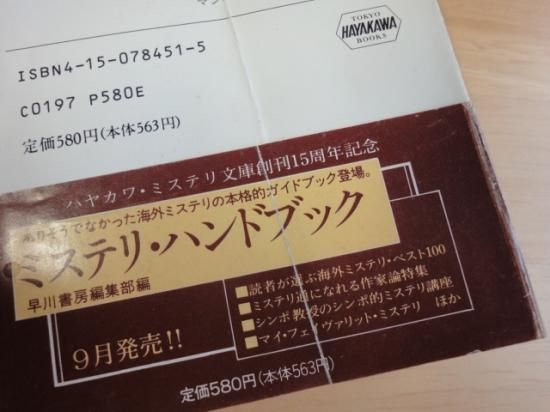 TOKYO
HAYAKAWA
BOOKS
ISBN4-15-078451-5
C0197 P580E
定価580円(本体563円)
ハヤカワ・ミステリ文庫創刊15周年記念
ありそうでなかった海外ミステリの本格的ガイドブック登場。
ミステリ・ハンドブック
早川書房編集部編
■読者が選ぶ海外ミステリ・ベスト100
■ミステリ通になれる作家論特集
■シンポ教授のシンポ的ミステリ講座
■マイ・フェイヴァリット・ミステリ ほか
9月発売!!
定価580円(本体563円)